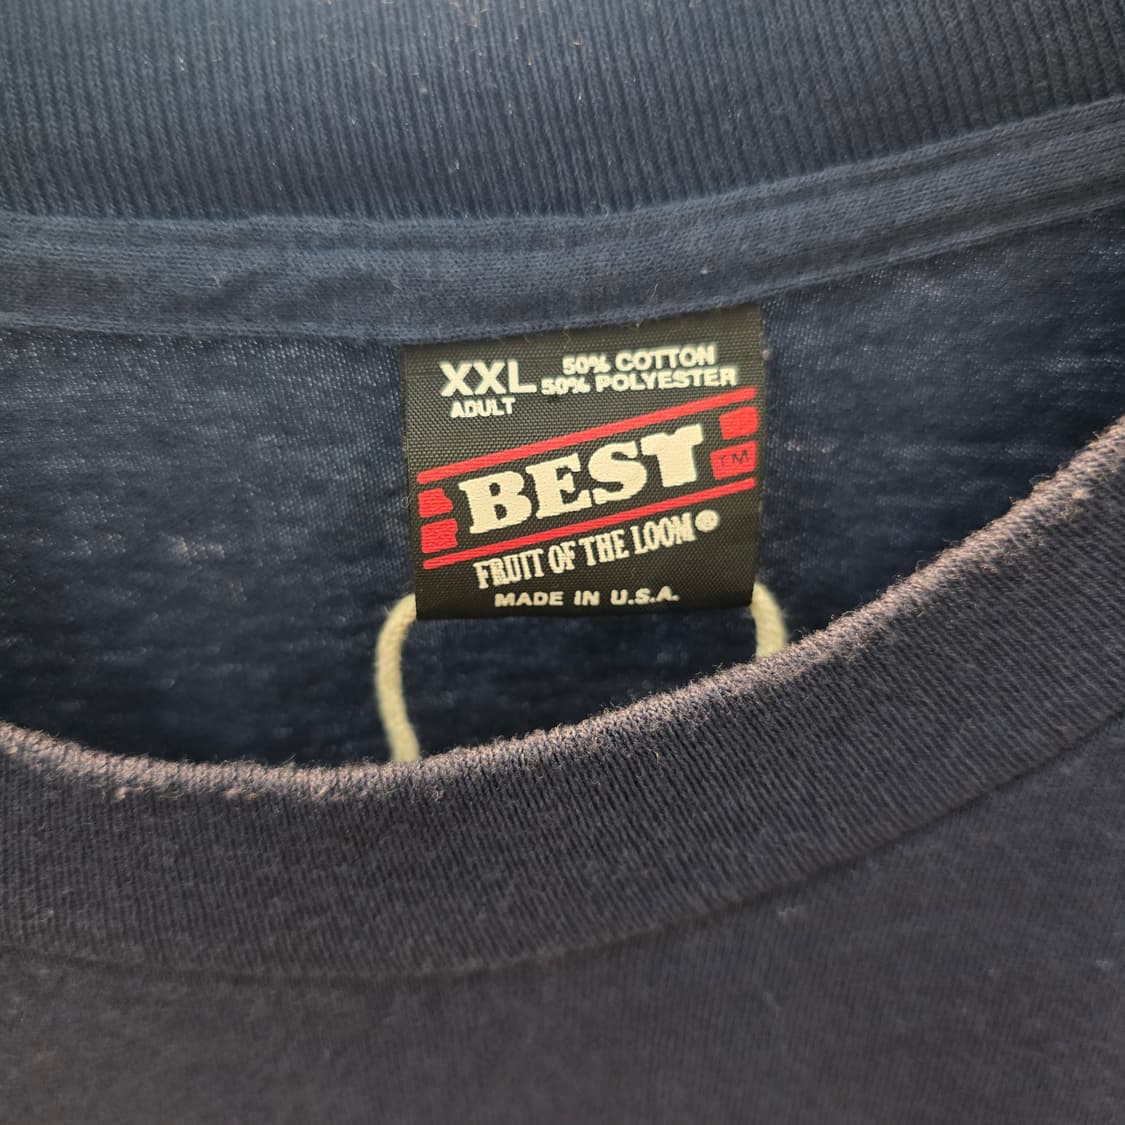 XXL 50% COTTON
ADULT 50% POLYESTER
BEST TM
FRUIT OF THE LOOM®
MADE IN U.S.A.